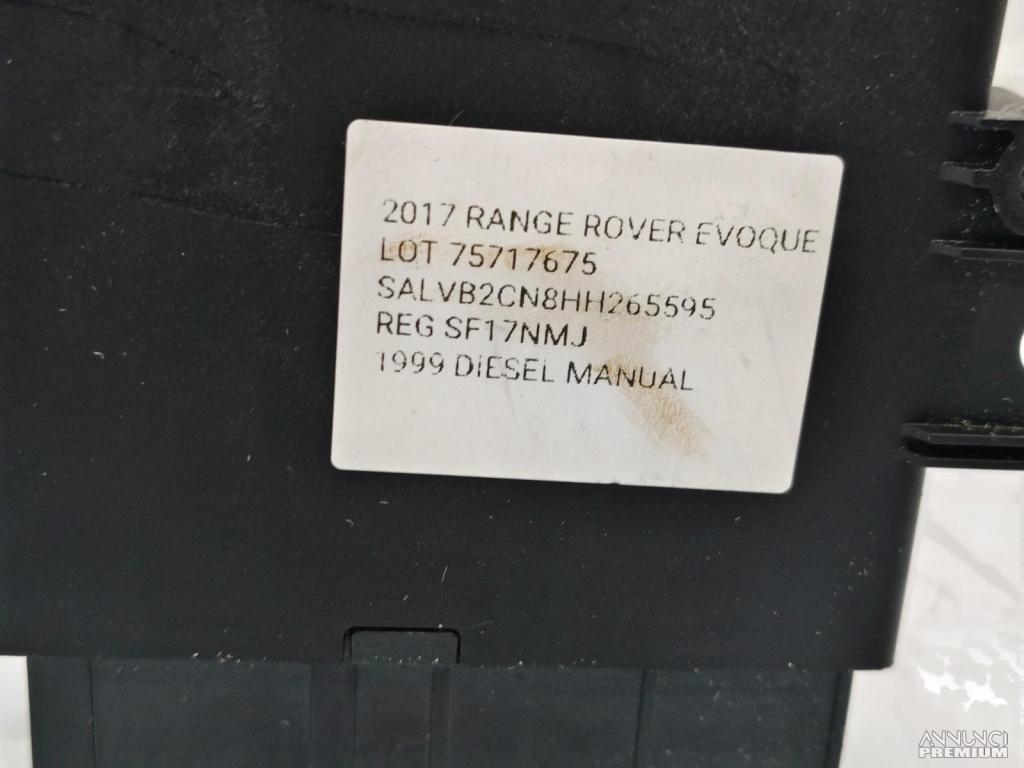 2017 RANGE ROVER EVOQUE
LOT 75717675
SALVB2CN8HH265595
REG SF17NMJ
1999 DIESEL MANUAL
ANNUNCI
PREMIUM